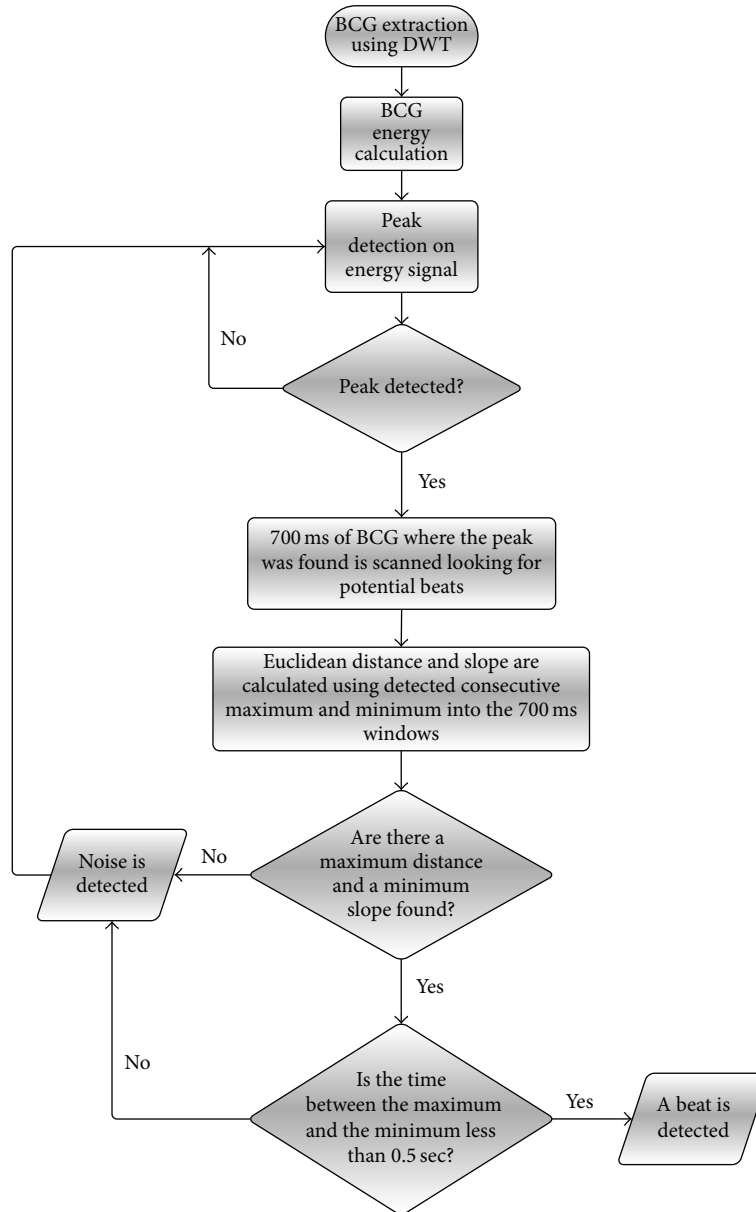 BCG extraction
using DWT
BCG
energy
calculation
Peak
detection on
energy signal
No
Peak detected?
Yes
700 ms of BCG where the peak
was found is scanned looking for
potential beats
Euclidean distance and slope are
calculated using detected consecutive
maximum and minimum into the 700 ms
windows
Are there a
maximum distance
and a minimum
slope found?
No
Noise is
detected
Yes
No
Is the time
between the maximum
and the minimum less
than 0.5 sec?
Yes
A beat is
detected